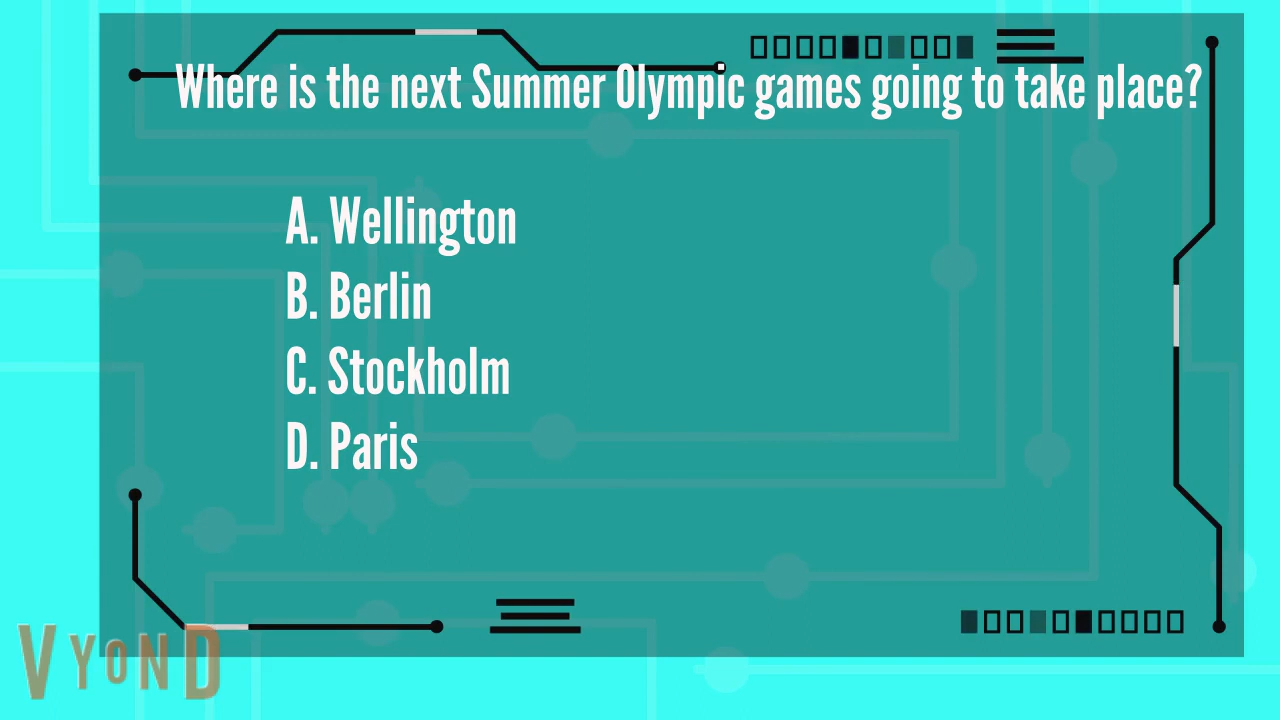 Where is the next Summer Olympic games going to take place?
A. Wellington
B. Berlin
C. Stockholm
D. Paris
VYOND